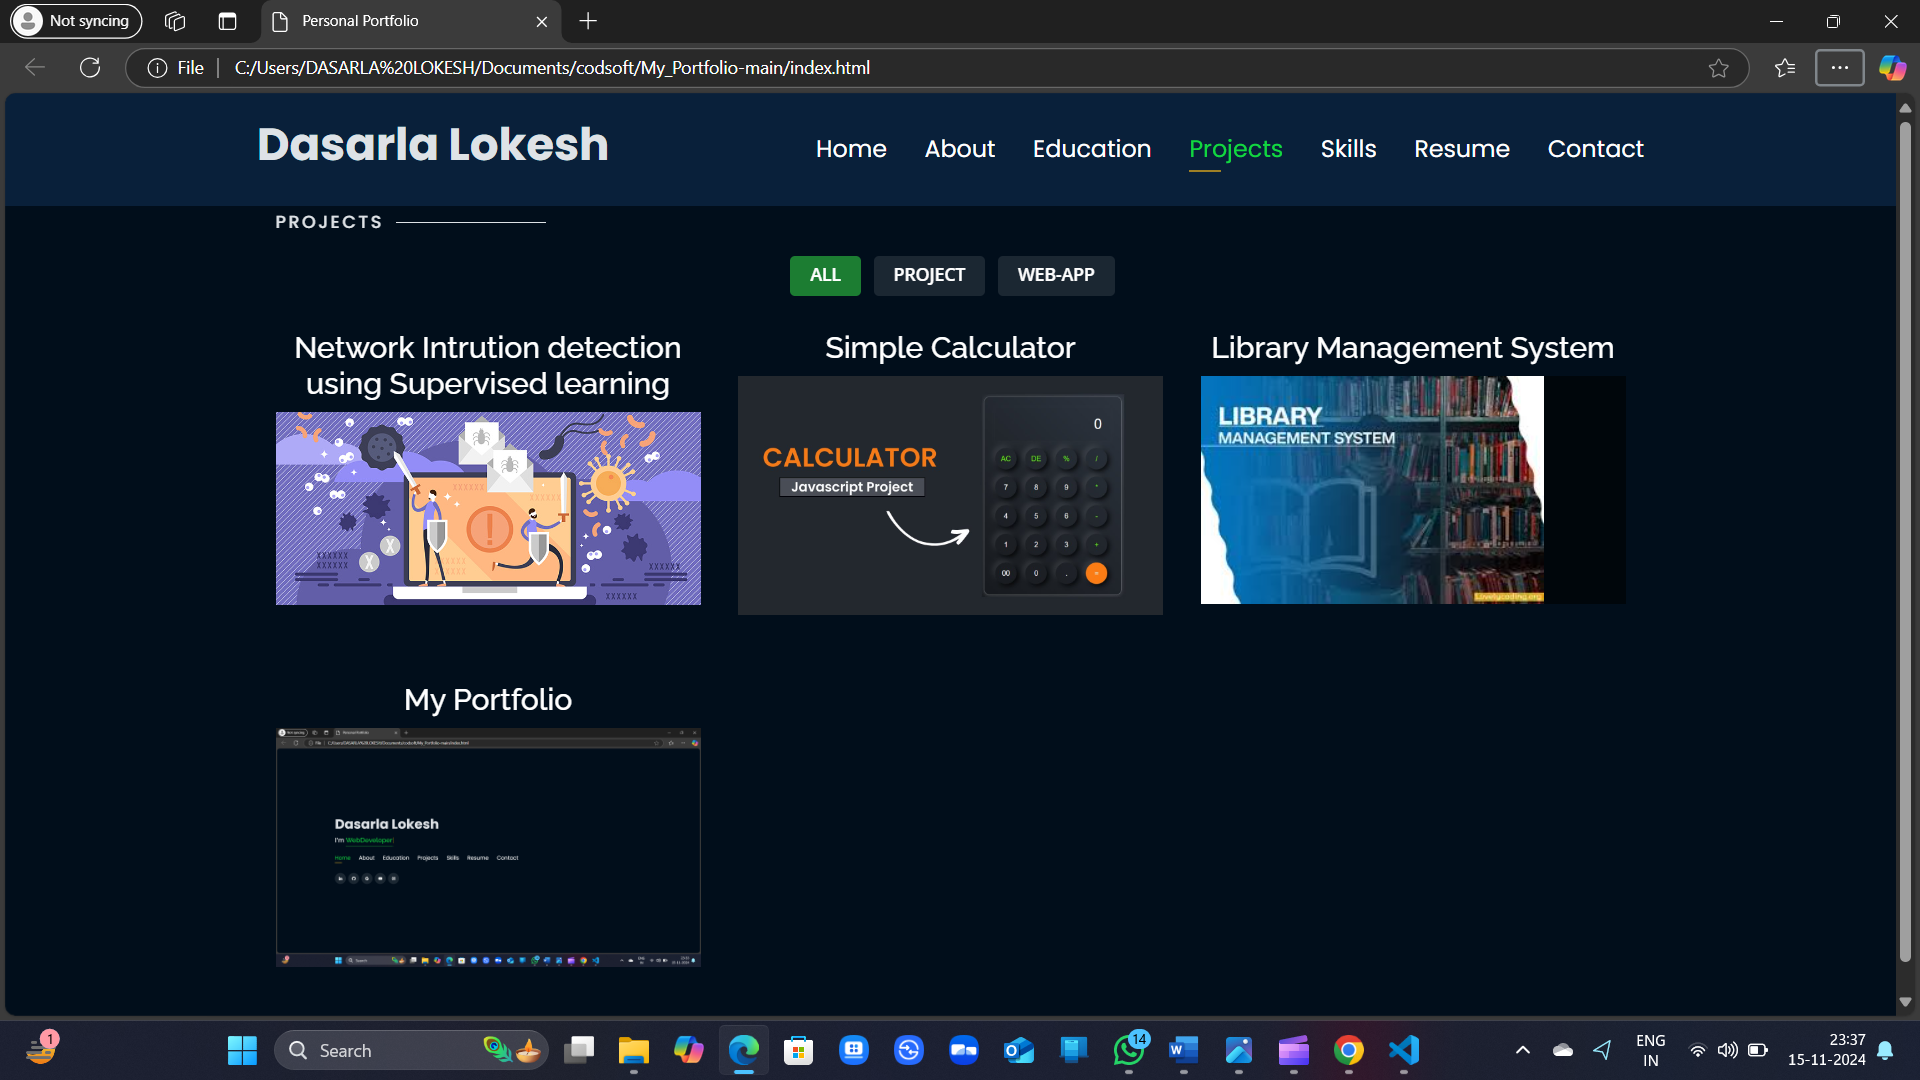 Not syncing
Personal Portfolio
File
C:/Users/DASARLA%20LOKESH/Documents/codsoft/My_Portfolio-main/index.html
Dasarla Lokesh
Home About Education Projects Skills Resume Contact
PROJECTS
ALL PROJECT WEB-APP
Network Intrution detection
using Supervised learning
Simple Calculator
CALCULATOR
Javascript Project
0
AC DE % /
7 8 9 *
4 5 6 -
1 2 3 +
00 0 . =
Library Management System
LIBRARY
MANAGEMENT SYSTEM
My Portfolio
Dasarla Lokesh
I'm WebDeveloper
Home About Education Projects Skills Resume Contact
1
Search
14
ENG
IN
23:37
15-11-2024